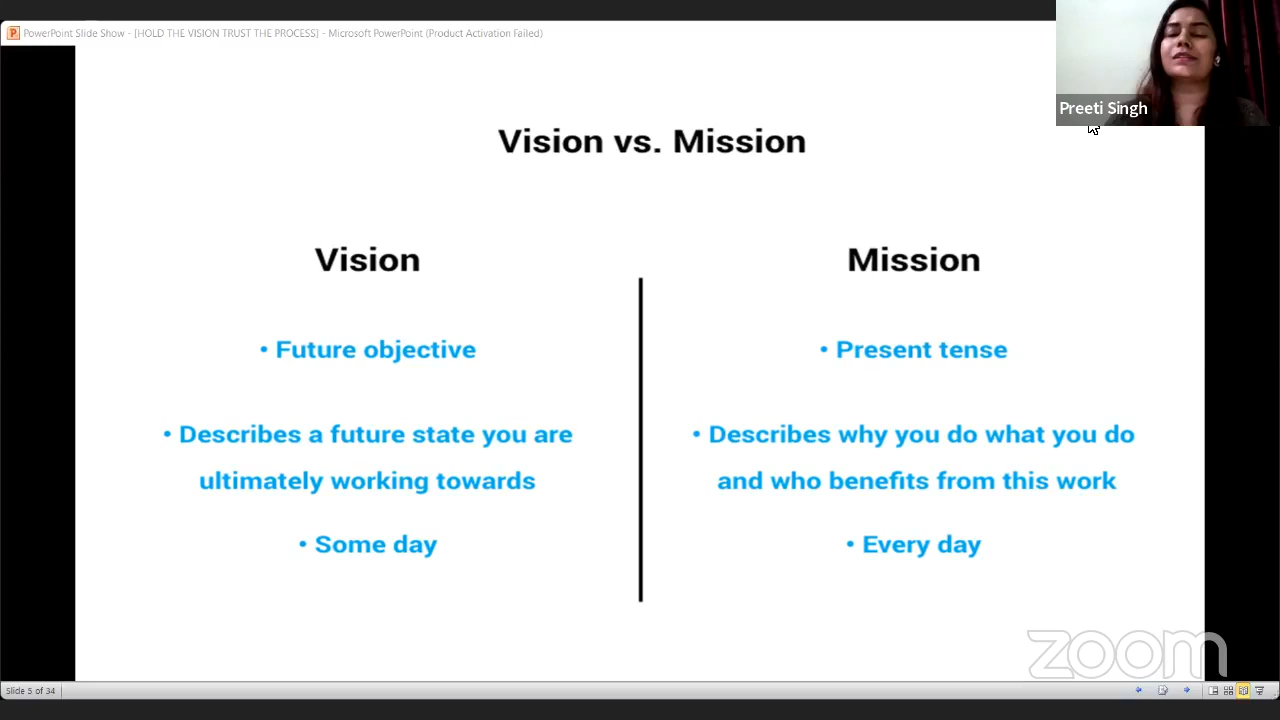 PowerPoint Slide Show - [HOLD THE VISION TRUST THE PROCESS] - Microsoft PowerPoint (Product Activation Failed)
Preeti Singh
Vision vs. Mission
Vision
• Future objective
• Describes a future state you are
ultimately working towards
• Some day
Mission
• Present tense
• Describes why you do what you do
and who benefits from this work
• Every day
zoom
Slide 5 of 34